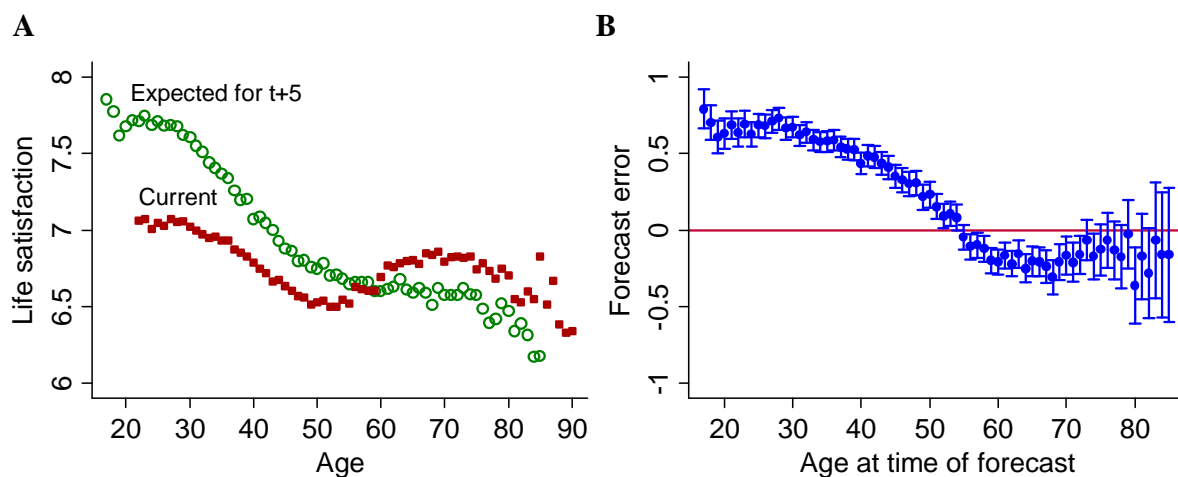 A
Expected for t+5
Current
Life satisfaction
8
7.5
7
6.5
6
20 30 40 50 60 70 80 90
Age
B
Forecast error
1
0.5
0
-0.5
-1
20 30 40 50 60 70 80
Age at time of forecast